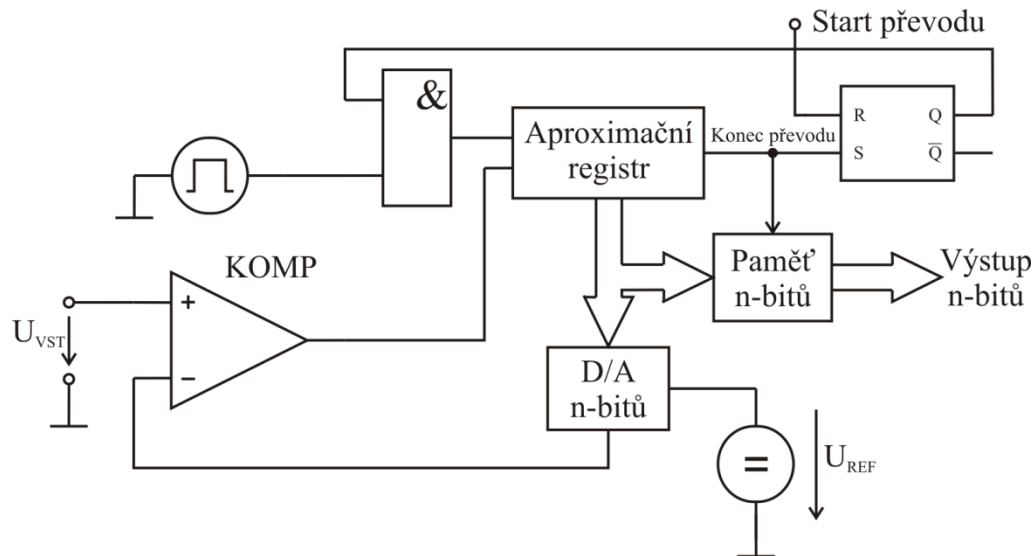 Start převodu
&
Aproximační
registr
Konec převodu
R
Q
S
Q̅
KOMP
Paměť
n-bitů
Výstup
n-bitů
+
−
U_VST
D/A
n-bitů
=
U_REF